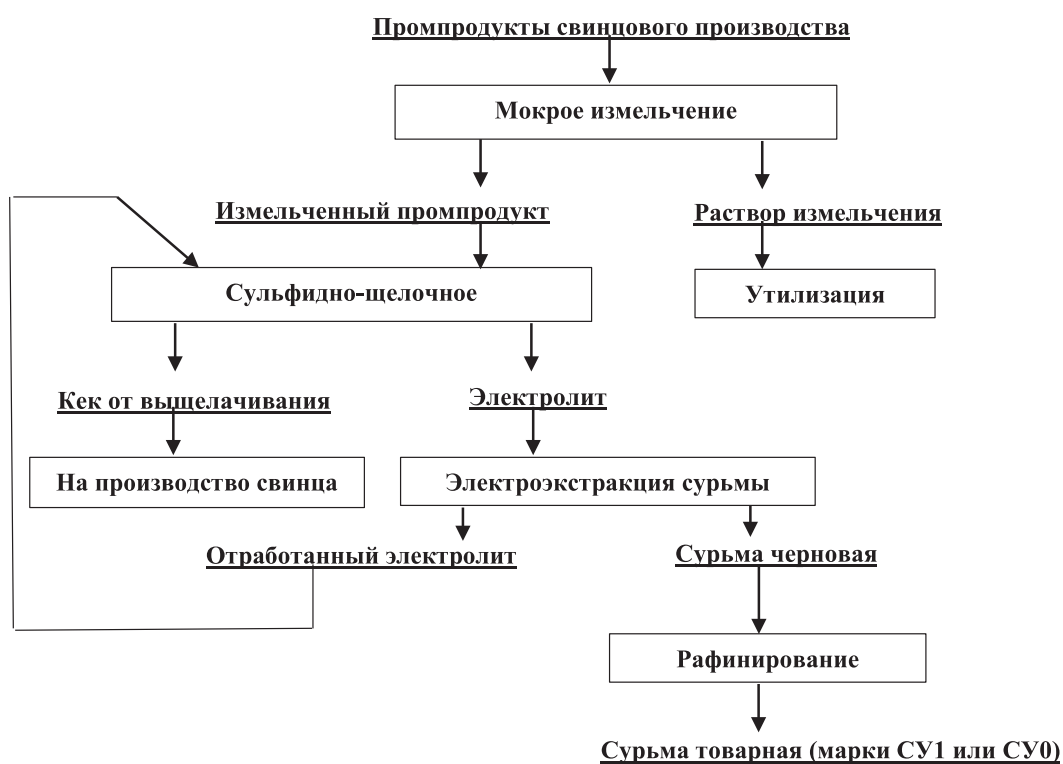 Промпродукты свинцового производства
Мокрое измельчение
Измельченный промпродукт
Раствор измельчения
Сульфидно-щелочное
Утилизация
Кек от выщелачивания
Электролит
На производство свинца
Электроэкстракция сурьмы
Отработанный электролит
Сурьма черновая
Рафинирование
Сурьма товарная (марки СУ1 или СУ0)